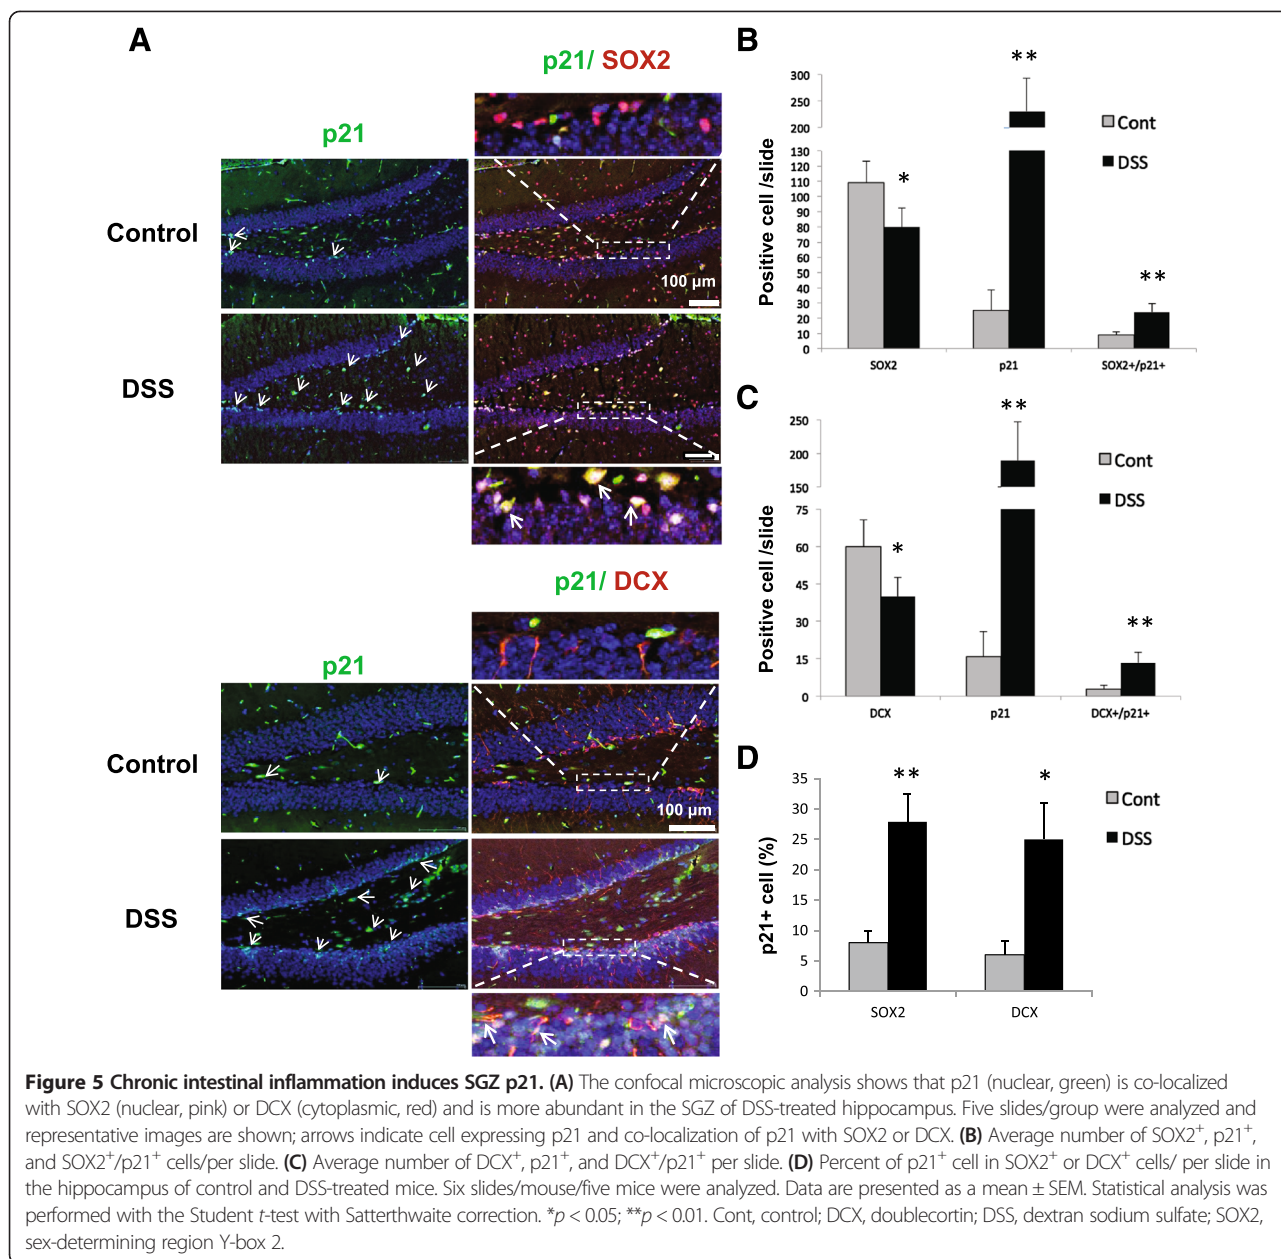 A
p21/ SOX2
p21
Control
100 µm
DSS
p21/ DCX
p21
Control
100 µm
DSS
B
**
300
250
200
130
120
110
100
90
80
70
60
50
40
30
20
10
0
Positive cell /slide
*
**
Cont
DSS
SOX2 p21 SOX2+/p21+
C
**
250
200
150
75
60
45
30
15
0
Positive cell /slide
*
**
Cont
DSS
DCX p21 DCX+/p21+
D
35
30
25
20
15
10
5
0
p21+ cell (%)
** *
Cont
DSS
SOX2 DCX
Figure 5 Chronic intestinal inflammation induces SGZ p21. (A) The confocal microscopic analysis shows that p21 (nuclear, green) is co-localized
with SOX2 (nuclear, pink) or DCX (cytoplasmic, red) and is more abundant in the SGZ of DSS-treated hippocampus. Five slides/group were analyzed and
representative images are shown; arrows indicate cell expressing p21 and co-localization of p21 with SOX2 or DCX. (B) Average number of SOX2⁺, p21⁺,
and SOX2⁺/p21⁺ cells/per slide. (C) Average number of DCX⁺, p21⁺, and DCX⁺/p21⁺ per slide. (D) Percent of p21⁺ cell in SOX2⁺ or DCX⁺ cells/ per slide in
the hippocampus of control and DSS-treated mice. Six slides/mouse/five mice were analyzed. Data are presented as a mean ± SEM. Statistical analysis was
performed with the Student t-test with Satterthwaite correction. *p < 0.05; **p < 0.01. Cont, control; DCX, doublecortin; DSS, dextran sodium sulfate; SOX2,
sex-determining region Y-box 2.